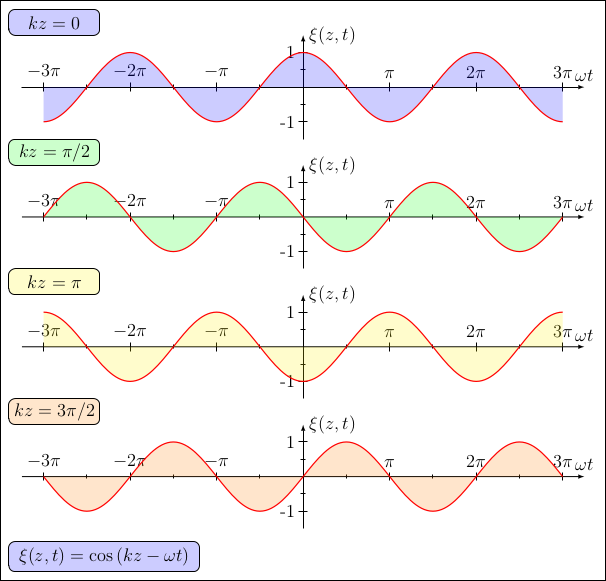 kz = 0
ξ(z, t)
1
−3π −2π −π π 2π 3π ωt
-1
kz = π/2
ξ(z, t)
1
−3π −2π −π π 2π 3π ωt
-1
kz = π
ξ(z, t)
1
−3π −2π −π π 2π 3π ωt
-1
kz = 3π/2
ξ(z, t)
1
−3π −2π −π π 2π 3π ωt
-1
ξ(z, t) = cos (kz − ωt)